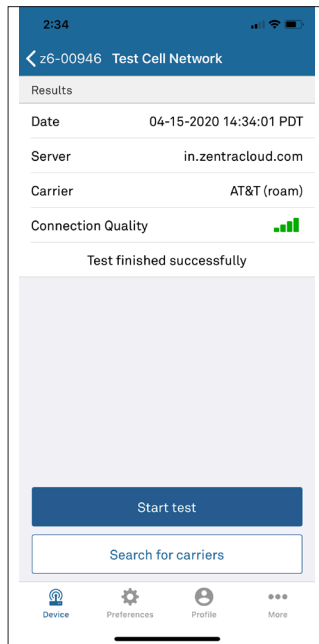 2:34
z6-00946 Test Cell Network
Results
Date 04-15-2020 14:34:01 PDT
Server in.zentracloud.com
Carrier AT&T (roam)
Connection Quality
Test finished successfully
Start test
Search for carriers
Device Preferences Profile More